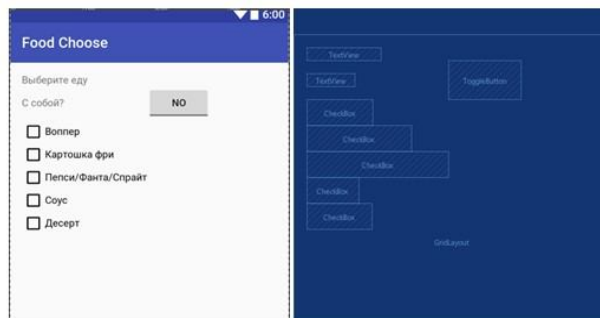 6:00
Food Choose
Выберите еду
С собой?
NO
Воппер
Картошка фри
Пепси/Фанта/Спрайт
Соус
Десерт
TextView
TextView
ToggleButton
CheckBox
CheckBox
CheckBox
CheckBox
CheckBox
GridLayout